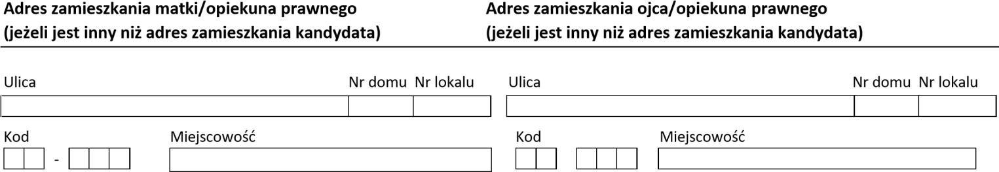 Adres zamieszkania matki/opiekuna prawnego
(jeżeli jest inny niż adres zamieszkania kandydata)
Adres zamieszkania ojca/opiekuna prawnego
(jeżeli jest inny niż adres zamieszkania kandydata)
Ulica Nr domu Nr lokalu
Kod Miejscowość
-
Ulica Nr domu Nr lokalu
Kod Miejscowość